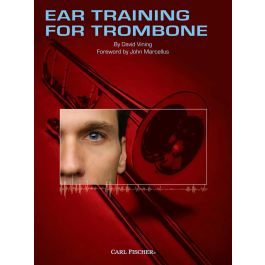 EAR TRAINING
FOR TROMBONE
By David Vining
Foreword by John Marcellus
CARL FISCHER®